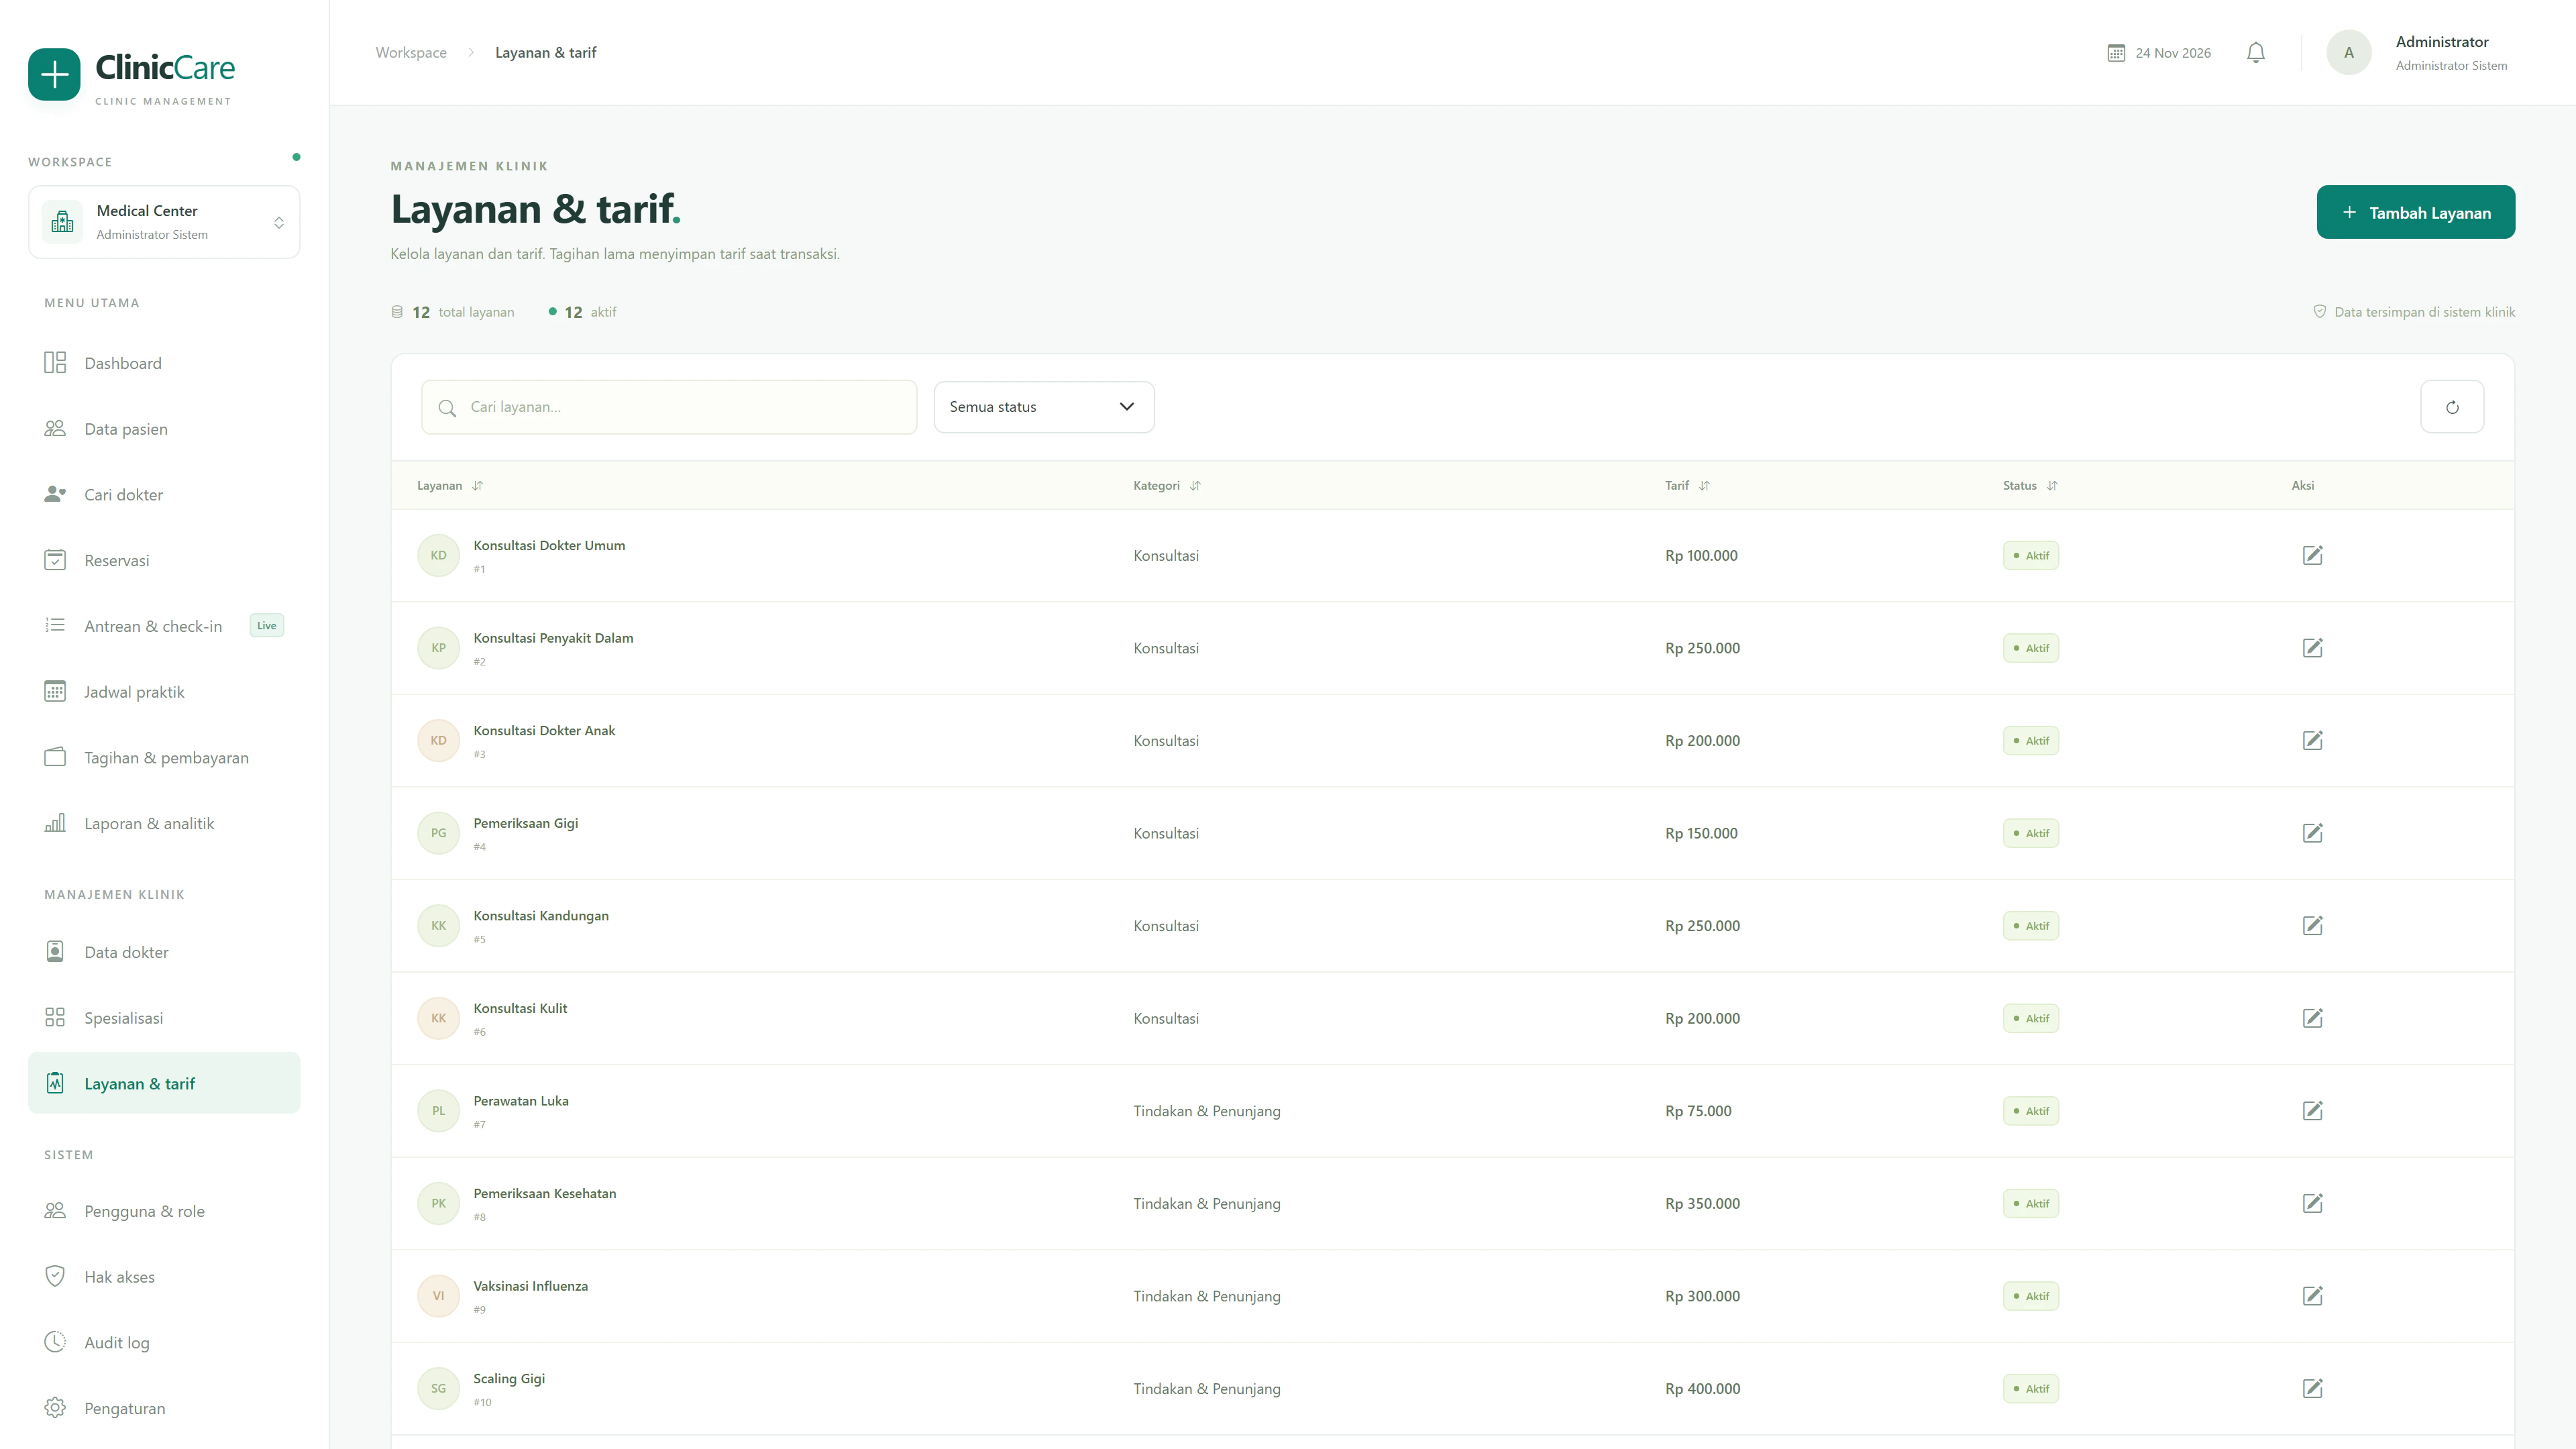 ClinicCare
CLINIC MANAGEMENT
WORKSPACE
Medical Center
Administrator Sistem
MENU UTAMA
Dashboard
Data pasien
Cari dokter
Reservasi
Antrean & check-in Live
Jadwal praktik
Tagihan & pembayaran
Laporan & analitik
MANAJEMEN KLINIK
Data dokter
Spesialisasi
Layanan & tarif
SISTEM
Pengguna & role
Hak akses
Audit log
Pengaturan
Workspace Layanan & tarif
24 Nov 2026
A
Administrator
Administrator Sistem
MANAJEMEN KLINIK
Layanan & tarif.
Kelola layanan dan tarif. Tagihan lama menyimpan tarif saat transaksi.
+ Tambah Layanan
12 total layanan 12 aktif
Data tersimpan di sistem klinik
Cari layanan...
Semua status
Layanan Kategori Tarif Status Aksi
KD Konsultasi Dokter Umum Konsultasi Rp 100.000 Aktif
#1
KP Konsultasi Penyakit Dalam Konsultasi Rp 250.000 Aktif
#2
KD Konsultasi Dokter Anak Konsultasi Rp 200.000 Aktif
#3
PG Pemeriksaan Gigi Konsultasi Rp 150.000 Aktif
#4
KK Konsultasi Kandungan Konsultasi Rp 250.000 Aktif
#5
KK Konsultasi Kulit Konsultasi Rp 200.000 Aktif
#6
PL Perawatan Luka Tindakan & Penunjang Rp 75.000 Aktif
#7
PK Pemeriksaan Kesehatan Tindakan & Penunjang Rp 350.000 Aktif
#8
VI Vaksinasi Influenza Tindakan & Penunjang Rp 300.000 Aktif
#9
SG Scaling Gigi Tindakan & Penunjang Rp 400.000 Aktif
#10